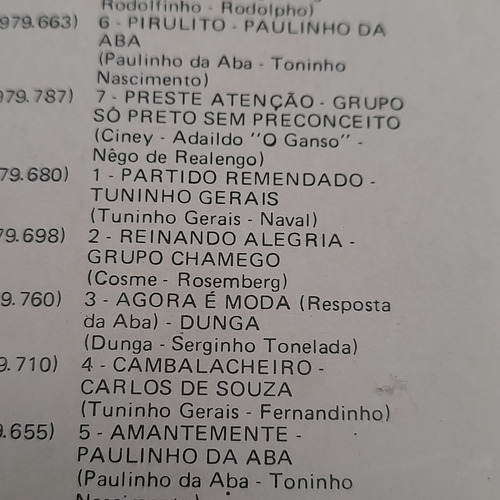 Rodolfinho - Rodolpho)
979.663) 6 - PIRULITO - PAULINHO DA
ABA
(Paulinho da Aba - Toninho
Nascimento)
979.787) 7 - PRESTE ATENÇÃO - GRUPO
SÓ PRETO SEM PRECONCEITO
(Ciney - Adaildo "O Ganso" -
Nêgo de Realengo)
79.680) 1 - PARTIDO REMENDADO -
TUNINHO GERAIS
(Tuninho Gerais - Naval)
79.698) 2 - REINANDO ALEGRIA -
GRUPO CHAMEGO
(Cosme - Rosemberg)
9.760) 3 - AGORA É MODA (Resposta
da Aba) - DUNGA
(Dunga - Serginho Tonelada)
9.710) 4 - CAMBALACHEIRO -
CARLOS DE SOUZA
(Tuninho Gerais - Fernandinho)
9.655) 5 - AMANTEMENTE -
PAULINHO DA ABA
(Paulinho da Aba - Toninho
Nascimento)